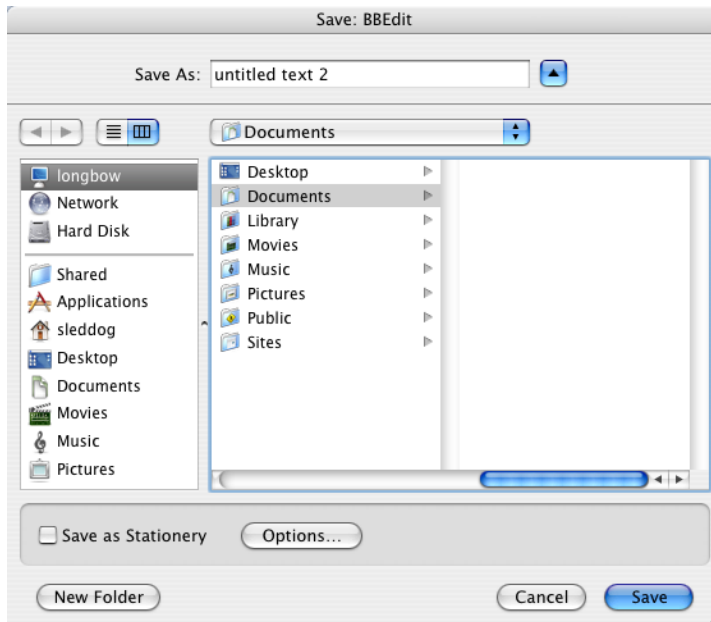 Save: BBEdit
Save As: untitled text 2
Documents
longbow
Network
Hard Disk
Shared
Applications
sleddog
Desktop
Documents
Movies
Music
Pictures
Desktop
Documents
Library
Movies
Music
Pictures
Public
Sites
Save as Stationery Options...
New Folder Cancel Save